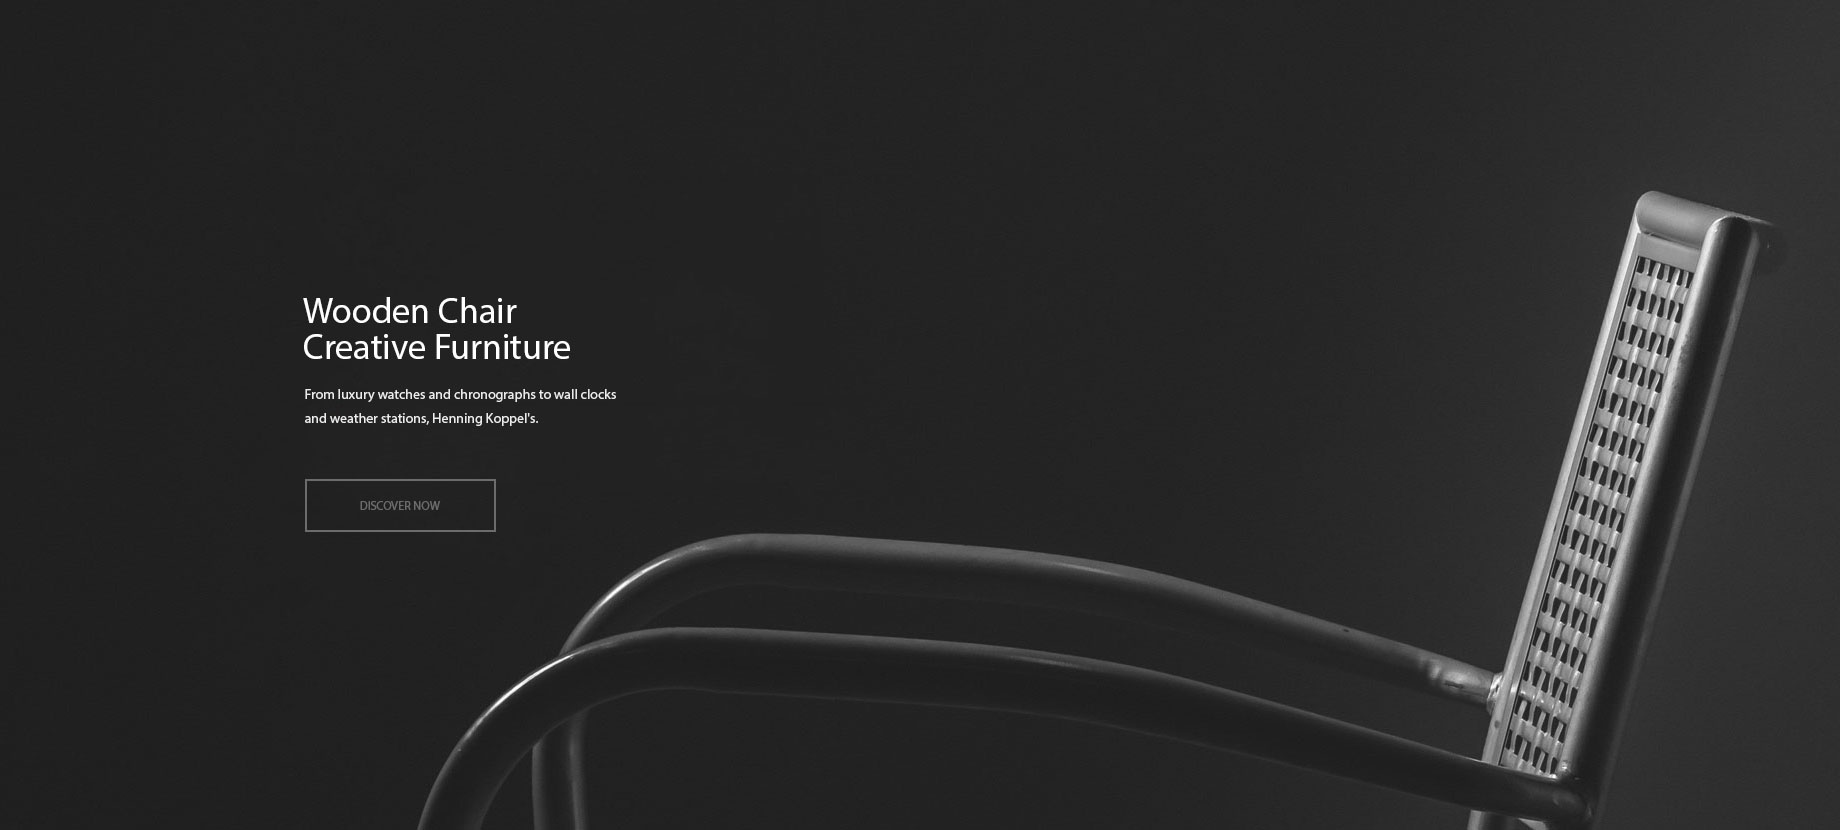 Wooden Chair
Creative Furniture
From luxury watches and chronographs to wall clocks
and weather stations, Henning Koppel's.
DISCOVER NOW